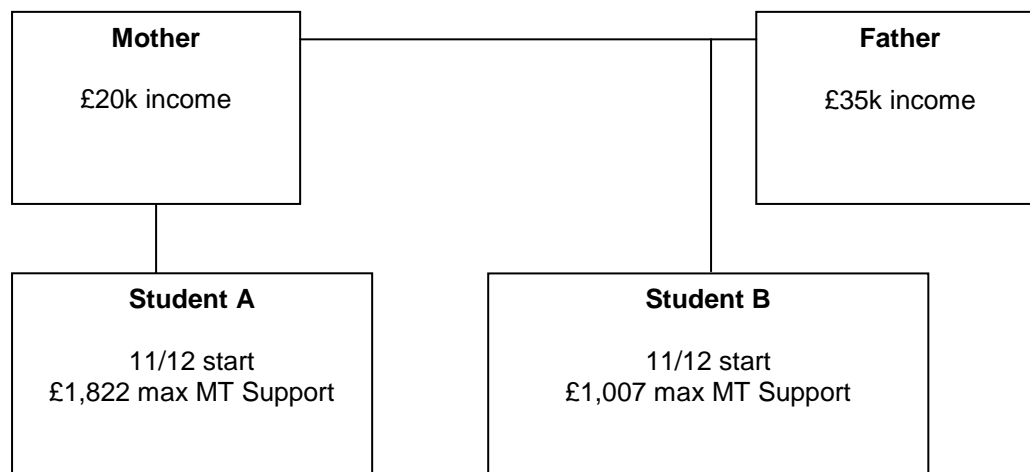 Mother
£20k income
Father
£35k income
Student A
11/12 start
£1,822 max MT Support
Student B
11/12 start
£1,007 max MT Support